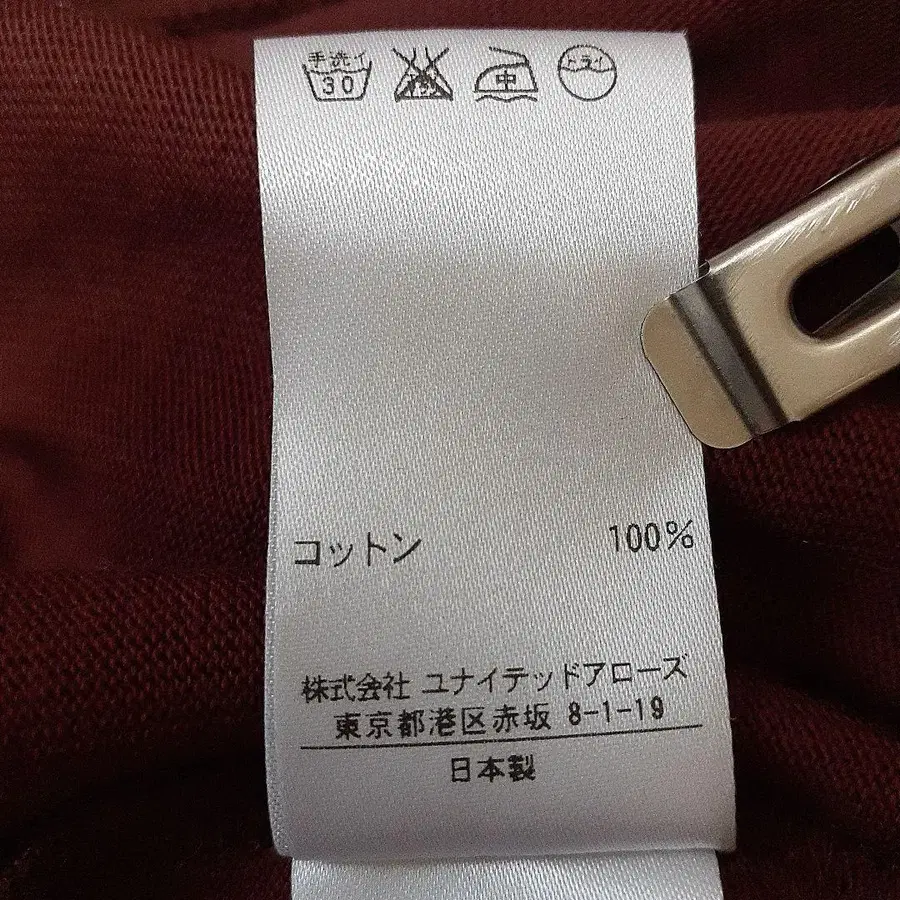 手洗イ 30 中 ドライ
コットン 100%
株式会社 ユナイテッドアローズ
東京都港区赤坂 8-1-19
日本製